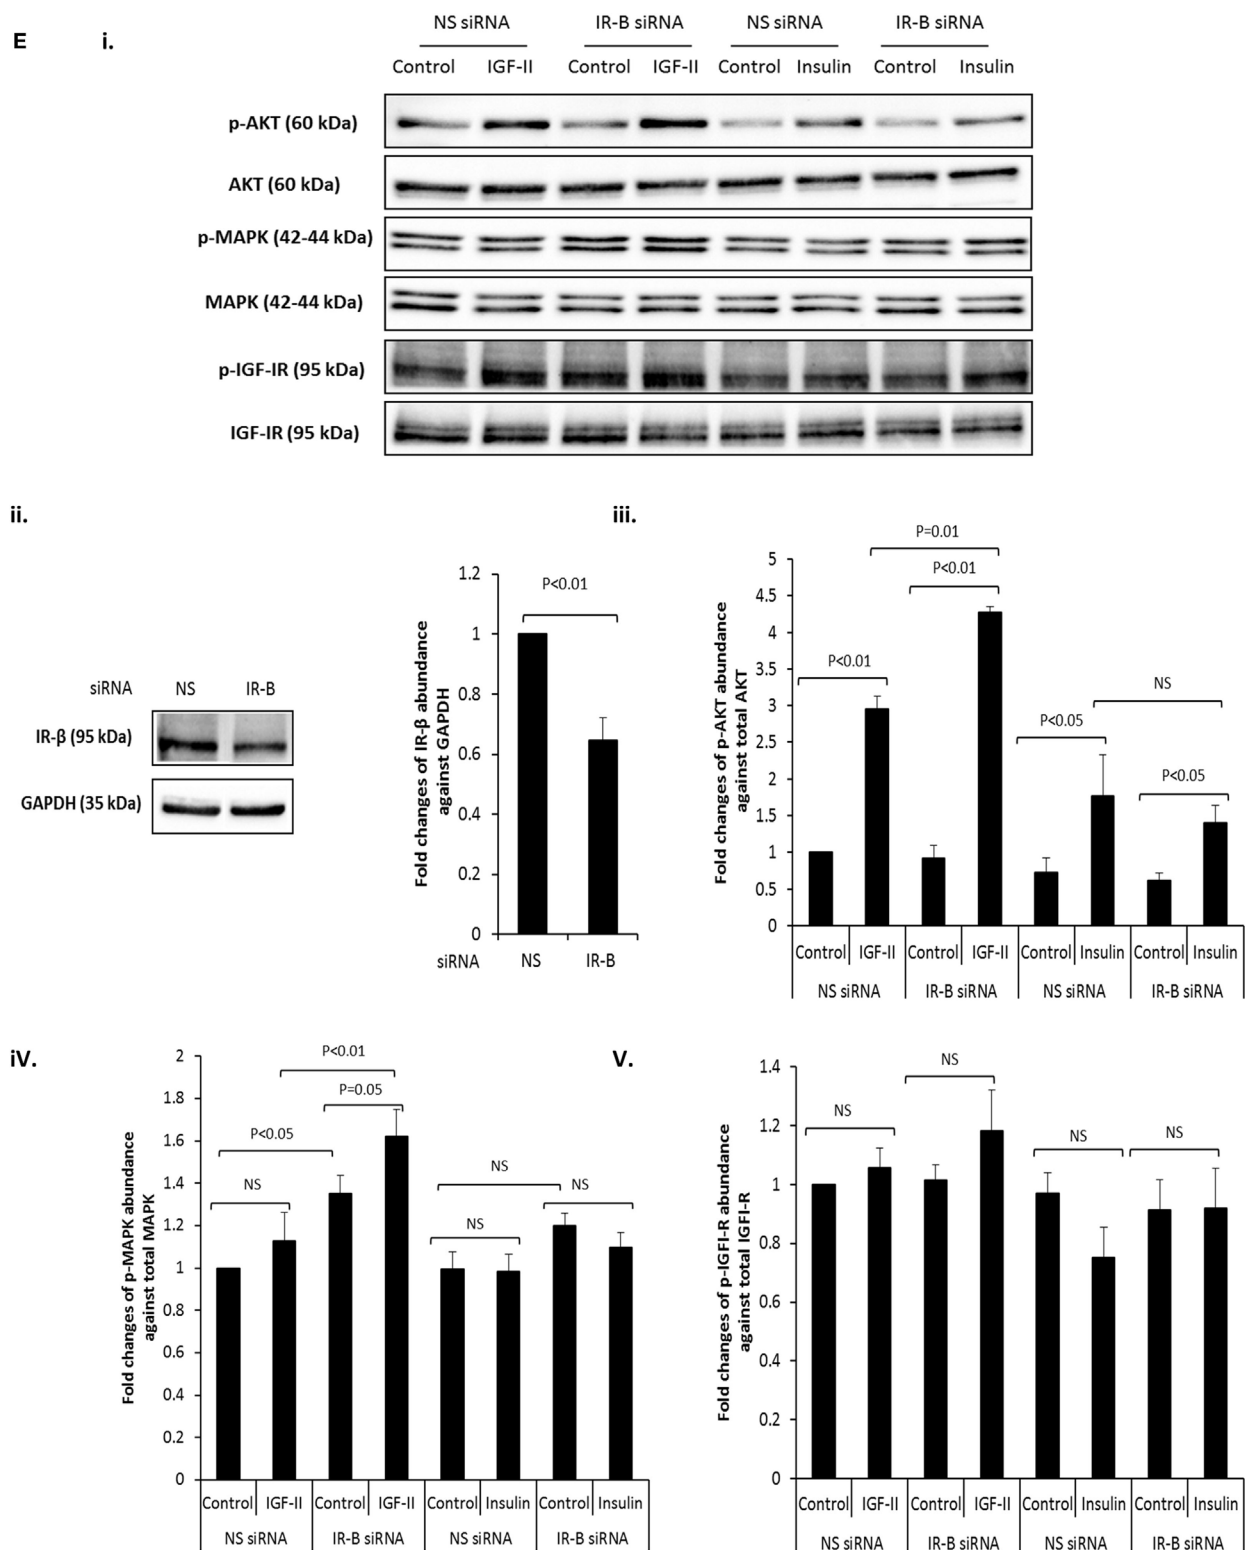 E
i.
NS siRNA IR-B siRNA NS siRNA IR-B siRNA
Control IGF-II Control IGF-II Control Insulin Control Insulin
p-AKT (60 kDa)
AKT (60 kDa)
p-MAPK (42-44 kDa)
MAPK (42-44 kDa)
p-IGF-IR (95 kDa)
IGF-IR (95 kDa)
ii.
siRNA NS IR-B
IR-β (95 kDa)
GAPDH (35 kDa)
Fold changes of IR-β abundance
against GAPDH
1.2
1
0.8
0.6
0.4
0.2
0
P<0.01
siRNA NS IR-B
iii.
Fold changes of p-AKT abundance
against total AKT
5
4.5
4
3.5
3
2.5
2
1.5
1
0.5
0
P=0.01
P<0.01
P<0.01
NS
P<0.05
P<0.05
Control IGF-II Control IGF-II Control Insulin Control Insulin
NS siRNA IR-B siRNA NS siRNA IR-B siRNA
iV.
Fold changes of p-MAPK abundance
against total MAPK
2
1.8
1.6
1.4
1.2
1
0.8
0.6
0.4
0.2
0
P<0.01
P=0.05
P<0.05
NS
NS
NS
NS
Control IGF-II Control IGF-II Control Insulin Control Insulin
NS siRNA IR-B siRNA NS siRNA IR-B siRNA
V.
Fold changes of p-IGFI-R abundance
against total IGFI-R
1.4
1.2
1
0.8
0.6
0.4
0.2
0
NS
NS
NS
NS
Control IGF-II Control IGF-II Control Insulin Control Insulin
NS siRNA IR-B siRNA NS siRNA IR-B siRNA